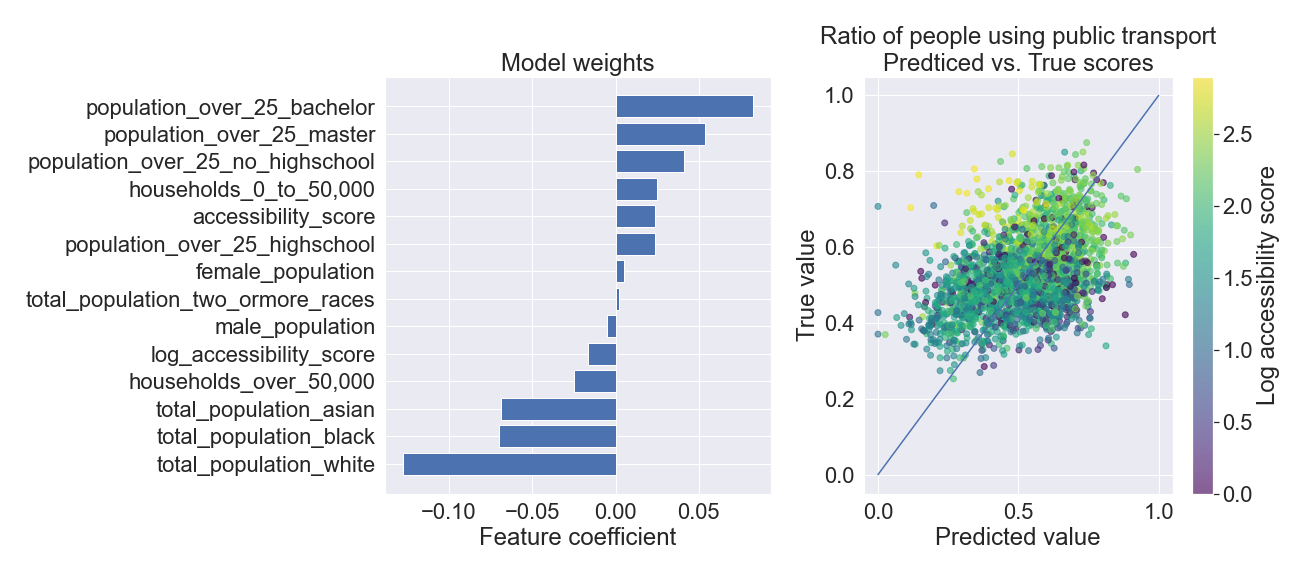 Model weights
population_over_25_bachelor
population_over_25_master
population_over_25_no_highschool
households_0_to_50,000
accessibility_score
population_over_25_highschool
female_population
total_population_two_ormore_races
male_population
log_accessibility_score
households_over_50,000
total_population_asian
total_population_black
total_population_white
−0.10 −0.05 0.00 0.05
Feature coefficient
Ratio of people using public transport
Predticed vs. True scores
True value
1.0
0.8
0.6
0.4
0.2
0.0
0.0 0.5 1.0
Predicted value
2.5
2.0
1.5
1.0
0.5
0.0
Log accessibility score